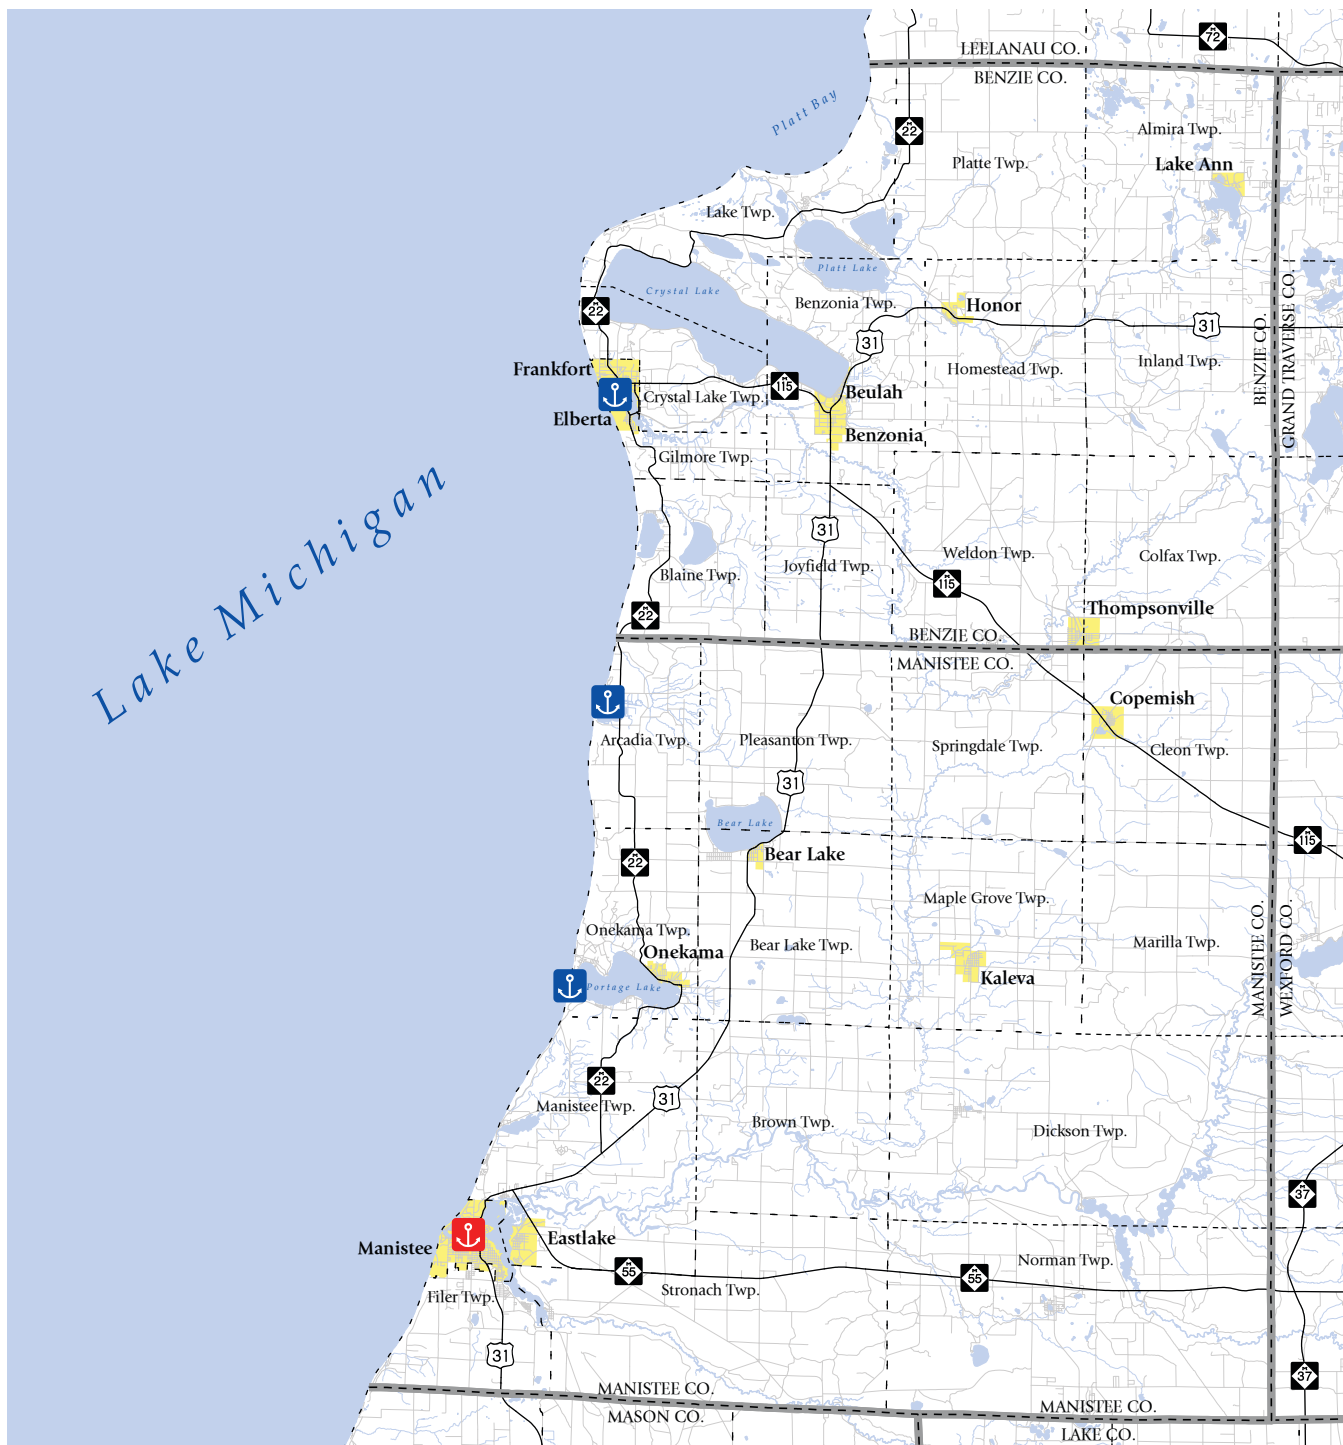 72
LEELANAU CO.
BENZIE CO.
Platt Bay
22
Almira Twp.
Platte Twp.
Lake Ann
Lake Twp.
Platt Lake
Crystal Lake
Benzonia Twp.
Honor
M
22
31
31
BENZIE CO.
GRAND TRAVERSE CO.
Frankfort
Inland Twp.
Homestead Twp.
M
115
Crystal Lake Twp.
Beulah
Elberta
Benzonia
Gilmore Twp.
Lake Michigan
31
Weldon Twp.
Colfax Twp.
Joyfield Twp.
Blaine Twp.
M
115
M
22
Thompsonville
BENZIE CO.
MANISTEE CO.
Copemish
Arcadia Twp.
Pleasanton Twp.
Springdale Twp.
Cleon Twp.
31
Bear Lake
M
115
Bear Lake
M
22
Maple Grove Twp.
MANISTEE CO.
WEXFORD CO.
Onekama Twp.
Bear Lake Twp.
Marilla Twp.
Onekama
Kaleva
Portage Lake
M
22
31
Manistee Twp.
Brown Twp.
Dickson Twp.
M
37
Eastlake
Manistee
Norman Twp.
M
55
M
55
Stronach Twp.
Filer Twp.
31
M
37
MANISTEE CO.
MASON CO.
MANISTEE CO.
LAKE CO.